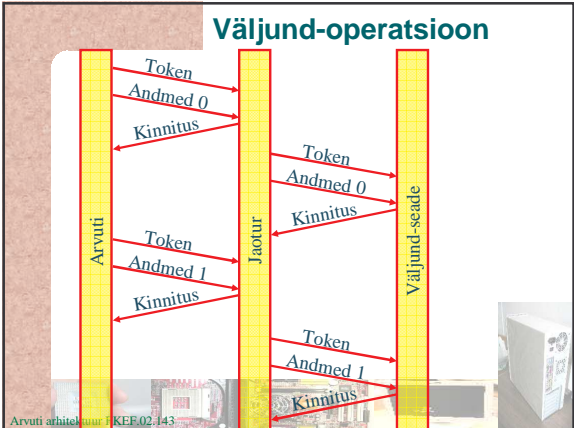 Väljund-operatsioon
Token
Andmed 0
Kinnitus
Token
Andmed 0
Kinnitus
Arvuti
Jaotur
Väljund-seade
Token
Andmed 1
Kinnitus
Token
Andmed 1
Kinnitus
Arvuti arhitektuur FKEF.02.143